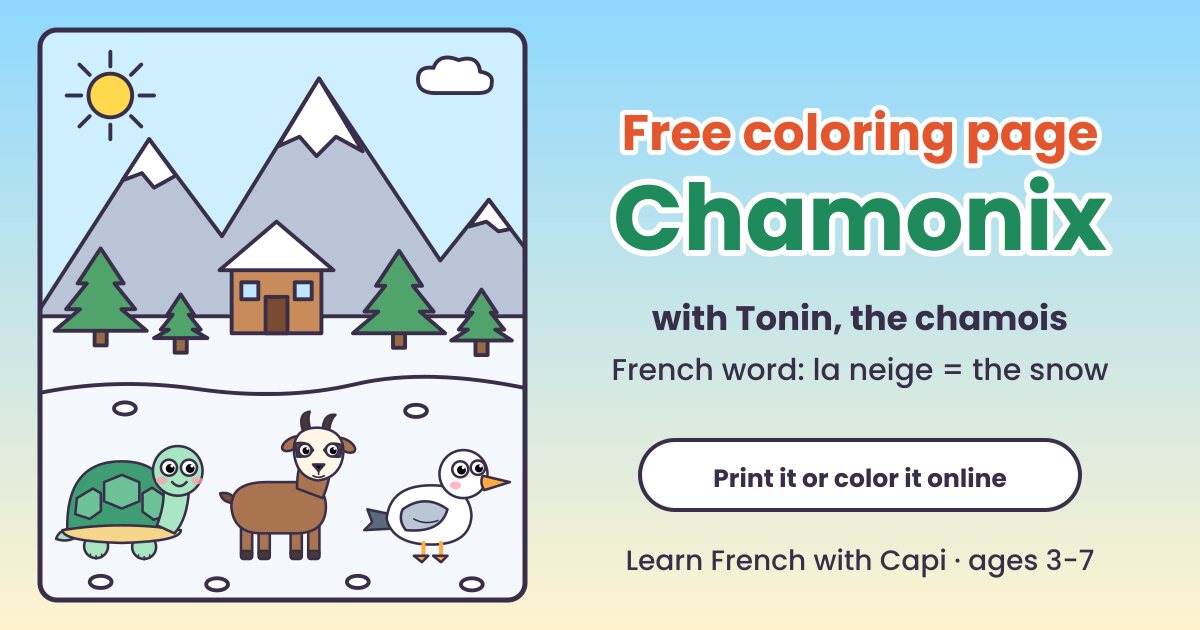 Free coloring page
Chamonix
with Tonin, the chamois
French word: la neige = the snow
Print it or color it online
Learn French with Capi · ages 3-7